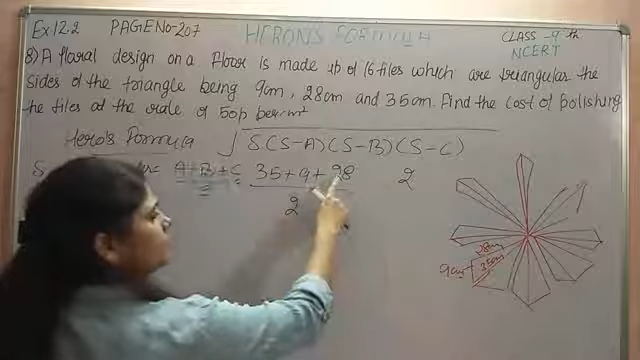 Ex 12.2 PAGE No-207 HERON'S FORMULA CLASS-9th
NCERT
8) A floral design on a floor is made up of 16 tiles which are triangular the
sides of the triangle being 9cm, 28cm and 35cm. Find the cost of polishing
the tiles at the rate of 50p per cm²
Hero's Formula √S(S-A)(S-B)(S-C)
S A+B+C 35+9+28 2
2 2
28cm
9cm 35cm